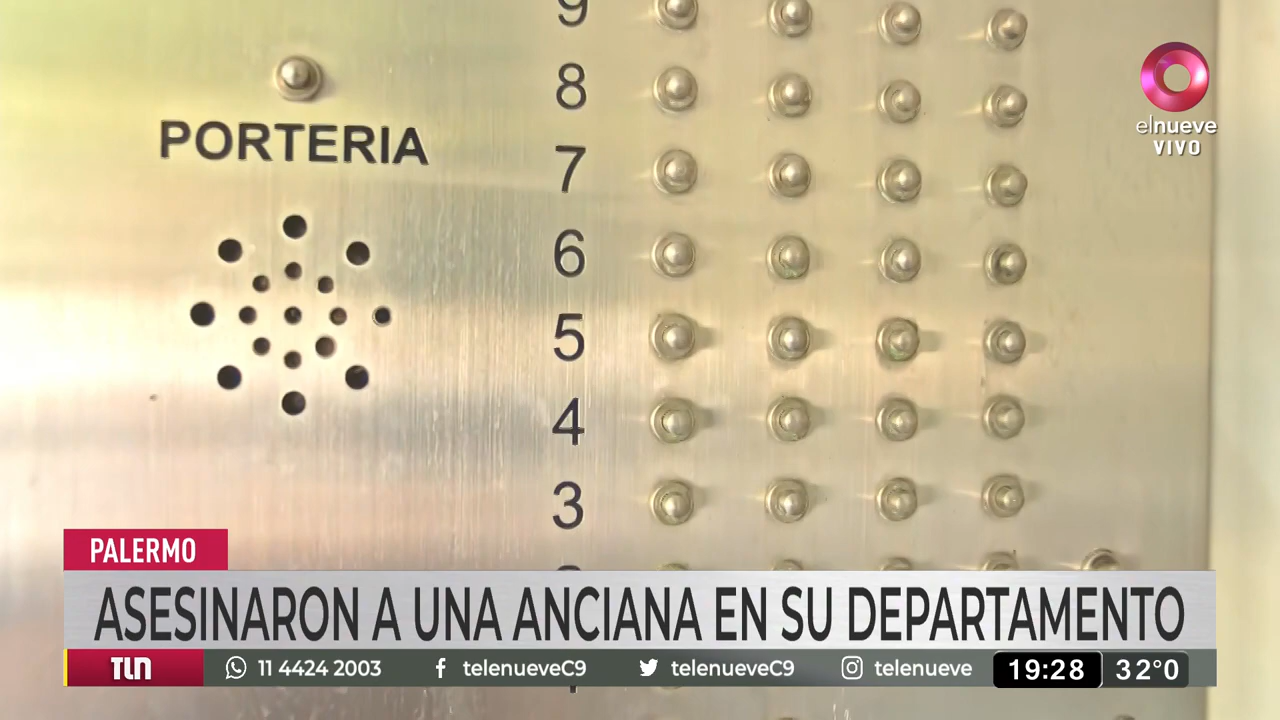 9
8
PORTERIA
7
6
5
4
3
elnueve
VIVO
PALERMO
ASESINARON A UNA ANCIANA EN SU DEPARTAMENTO
TLN
11 4424 2003
telenueveC9
telenueveC9
telenueve
19:28
32°0